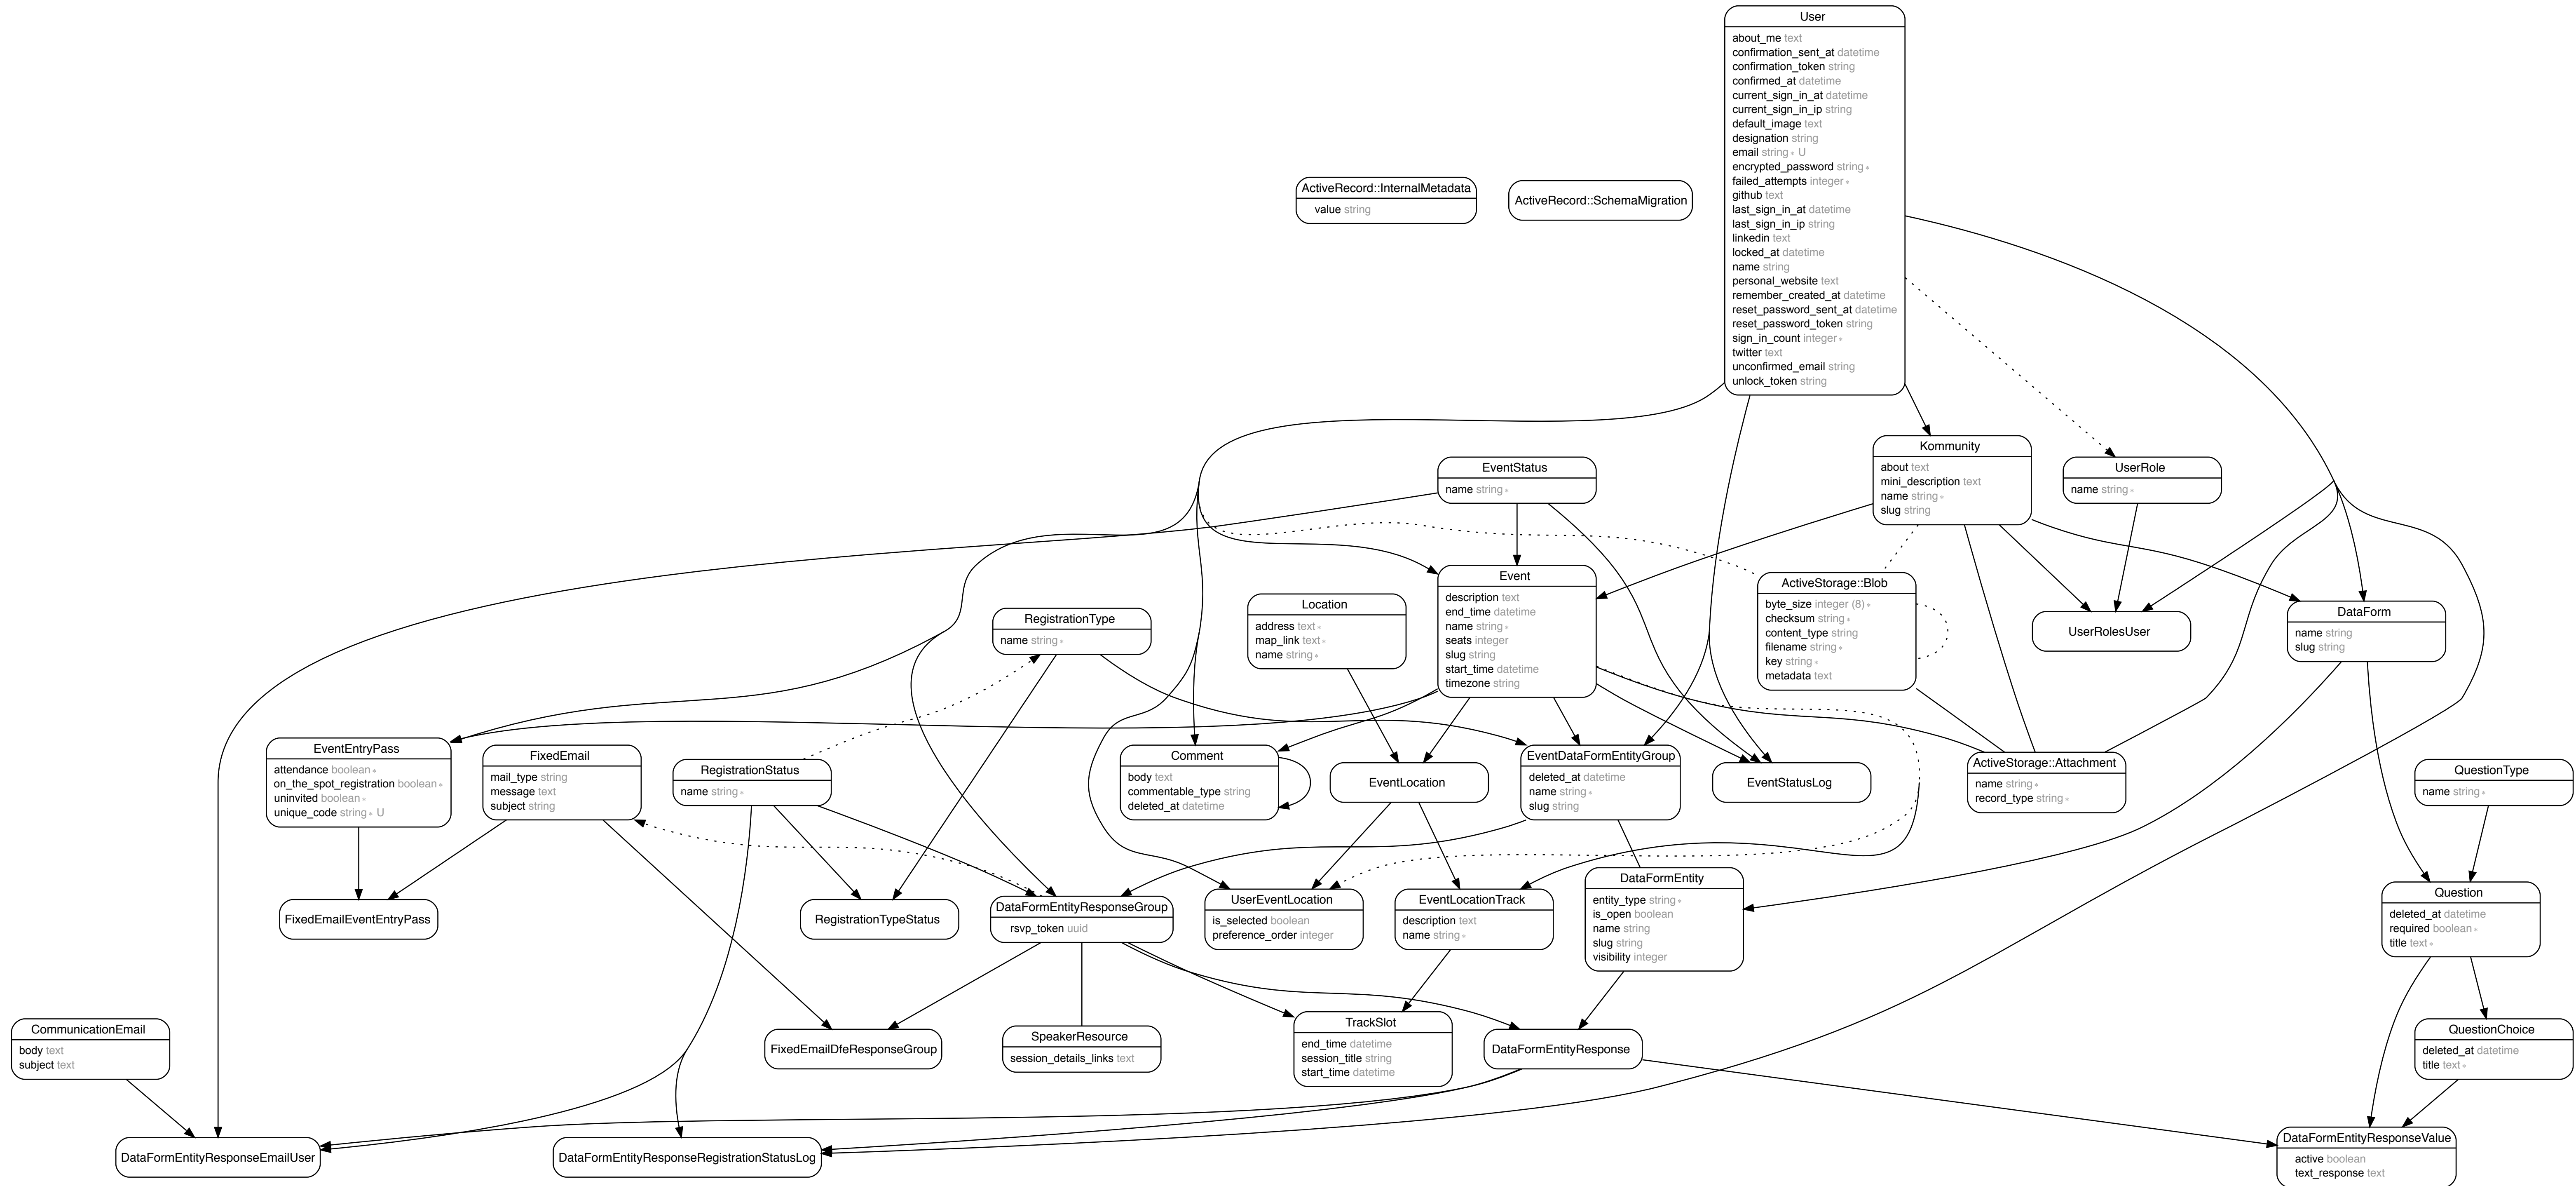 User
about_me text
confirmation_sent_at datetime
confirmation_token string
confirmed_at datetime
current_sign_in_at datetime
current_sign_in_ip string
default_image text
designation string
email string * U
encrypted_password string *
failed_attempts integer *
github text
last_sign_in_at datetime
last_sign_in_ip string
linkedin text
locked_at datetime
name string
personal_website text
remember_created_at datetime
reset_password_sent_at datetime
reset_password_token string
sign_in_count integer *
twitter text
unconfirmed_email string
unlock_token string
ActiveRecord::InternalMetadata
value string
ActiveRecord::SchemaMigration
Kommunity
about text
mini_description text
name string *
slug string
EventStatus
name string *
UserRole
name string *
Event
description text
end_time datetime
name string *
seats integer
slug string
start_time datetime
timezone string
ActiveStorage::Blob
byte_size integer (8) *
checksum string *
content_type string
filename string *
key string *
metadata text
Location
address text *
map_link text *
name string *
RegistrationType
name string *
UserRolesUser
DataForm
name string
slug string
EventEntryPass
attendance boolean *
on_the_spot_registration boolean *
uninvited boolean *
unique_code string * U
FixedEmail
mail_type string
message text
subject string
RegistrationStatus
name string *
Comment
body text
commentable_type string
deleted_at datetime
EventLocation
EventDataFormEntityGroup
deleted_at datetime
name string *
slug string
EventStatusLog
ActiveStorage::Attachment
name string *
record_type string *
QuestionType
name string *
FixedEmailEventEntryPass
RegistrationTypeStatus
DataFormEntityResponseGroup
rsvp_token uuid
UserEventLocation
is_selected boolean
preference_order integer
EventLocationTrack
description text
name string *
DataFormEntity
entity_type string *
is_open boolean
name string
slug string
visibility integer
Question
deleted_at datetime
required boolean *
title text *
CommunicationEmail
body text
subject text
FixedEmailDfeResponseGroup
SpeakerResource
session_details_links text
TrackSlot
end_time datetime
session_title string
start_time datetime
DataFormEntityResponse
QuestionChoice
deleted_at datetime
title text *
DataFormEntityResponseEmailUser
DataFormEntityResponseRegistrationStatusLog
DataFormEntityResponseValue
active boolean
text_response text